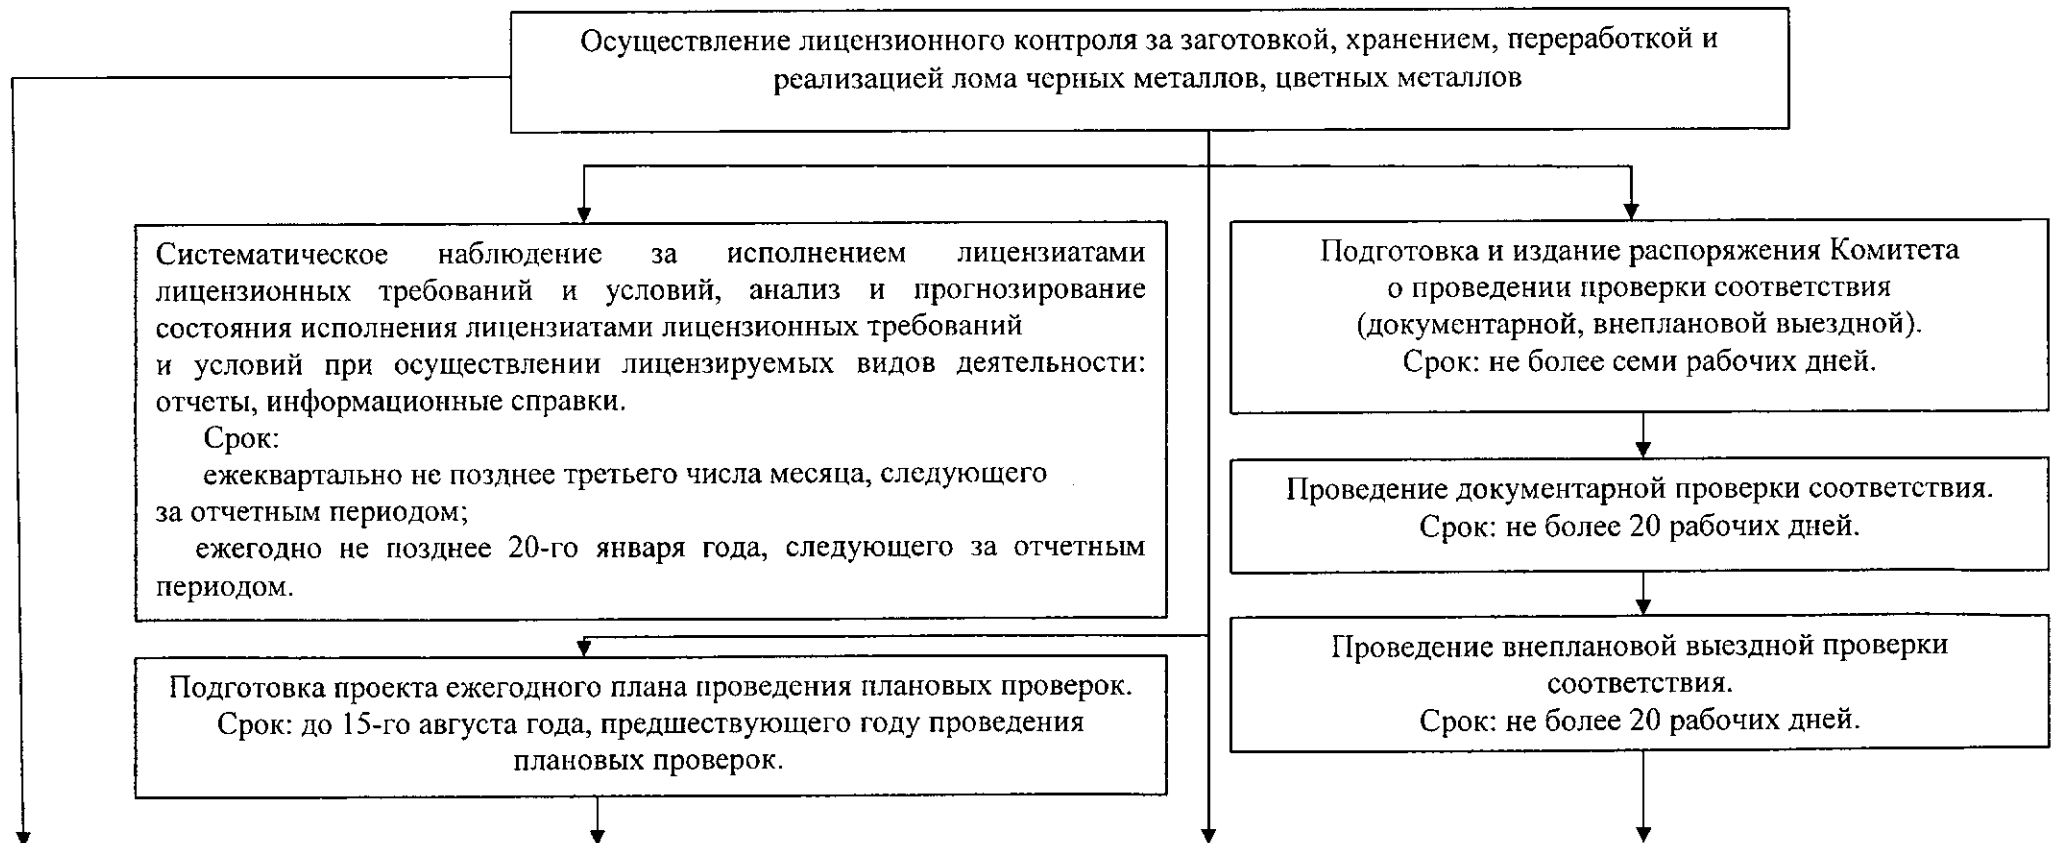 Осуществление лицензионного контроля за заготовкой, хранением, переработкой и
реализацией лома черных металлов, цветных металлов
Систематическое наблюдение за исполнением лицензиатами
лицензионных требований и условий, анализ и прогнозирование
состояния исполнения лицензиатами лицензионных требований
и условий при осуществлении лицензируемых видов деятельности:
отчеты, информационные справки.
Срок:
ежеквартально не позднее третьего числа месяца, следующего
за отчетным периодом;
ежегодно не позднее 20-го января года, следующего за отчетным
периодом.
Подготовка проекта ежегодного плана проведения плановых проверок.
Срок: до 15-го августа года, предшествующего году проведения
плановых проверок.
Подготовка и издание распоряжения Комитета
о проведении проверки соответствия
(документарной, внеплановой выездной).
Срок: не более семи рабочих дней.
Проведение документарной проверки соответствия.
Срок: не более 20 рабочих дней.
Проведение внеплановой выездной проверки
соответствия.
Срок: не более 20 рабочих дней.